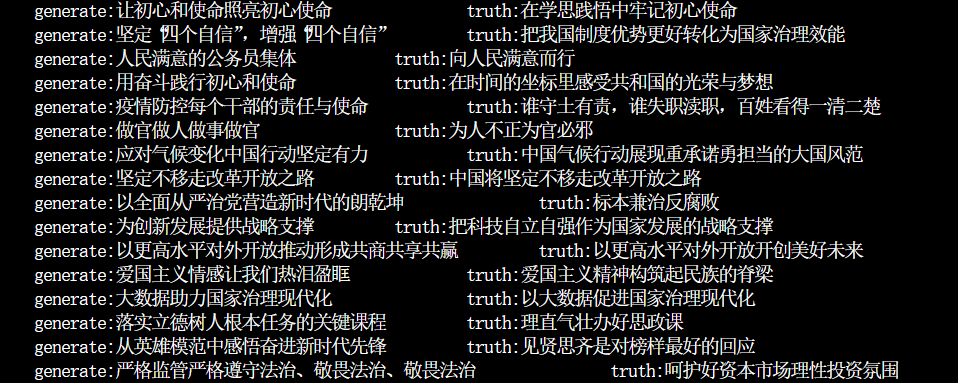 generate:让初心和使命照亮初心使命 truth:在学思践悟中牢记初心使命
generate:坚定“四个自信”，增强“四个自信” truth:把我国制度优势更好转化为国家治理效能
generate:人民满意的公务员集体 truth:向人民满意而行
generate:用奋斗践行初心和使命 truth:在时间的坐标里感受共和国的光荣与梦想
generate:疫情防控每个干部的责任与使命 truth:谁守土有责，谁失职渎职，百姓看得一清二楚
generate:做官做人做事做官 truth:为人不正为官必邪
generate:应对气候变化中国行动坚定有力 truth:中国气候行动展现重承诺勇担当的大国风范
generate:坚定不移走改革开放之路 truth:中国将坚定不移走改革开放之路
generate:以全面从严治党营造新时代的朗乾坤 truth:标本兼治反腐败
generate:为创新发展提供战略支撑 truth:把科技自立自强作为国家发展的战略支撑
generate:以更高水平对外开放推动形成共商共享共赢 truth:以更高水平对外开放开创美好未来
generate:爱国主义情感让我们热泪盈眶 truth:爱国主义精神构筑起民族的脊梁
generate:大数据助力国家治理现代化 truth:以大数据促进国家治理现代化
generate:落实立德树人根本任务的关键课程 truth:理直气壮办好思政课
generate:从英雄模范中感悟奋进新时代先锋 truth:见贤思齐是对榜样最好的回应
generate:严格监管严格遵守法治、敬畏法治、敬畏法治 truth:呵护好资本市场理性投资氛围